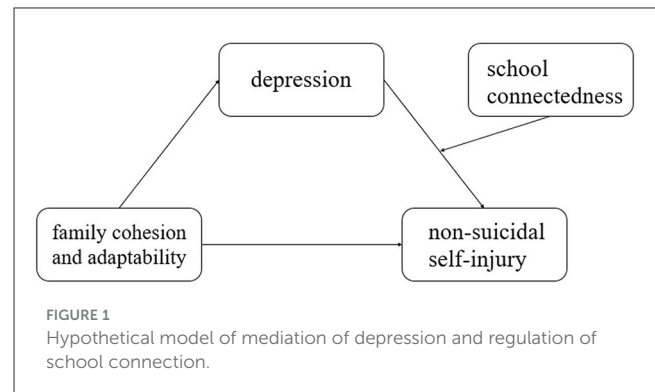 depression
school
connectedness
family cohesion
and adaptability
non-suicidal
self-injury
FIGURE 1
Hypothetical model of mediation of depression and regulation of
school connection.